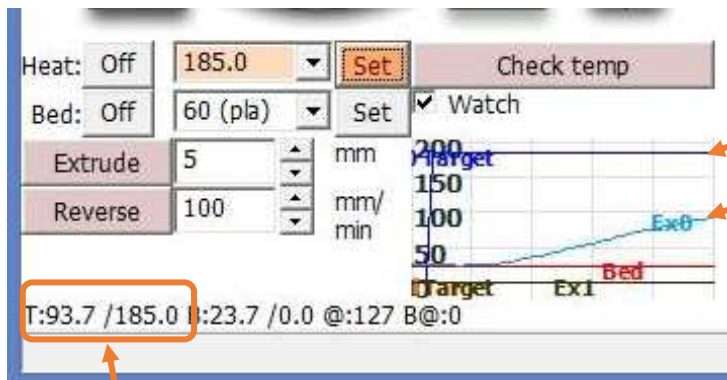 Heat: Off 185.0 Set Check temp
Bed: Off 60 (pla) Set Watch
Extrude 5 mm
Reverse 100 mm/
min
200
Target
150
100
Ex0
50
Bed
Target Ex1
T:93.7 /185.0 B:23.7 /0.0 @:127 B@:0